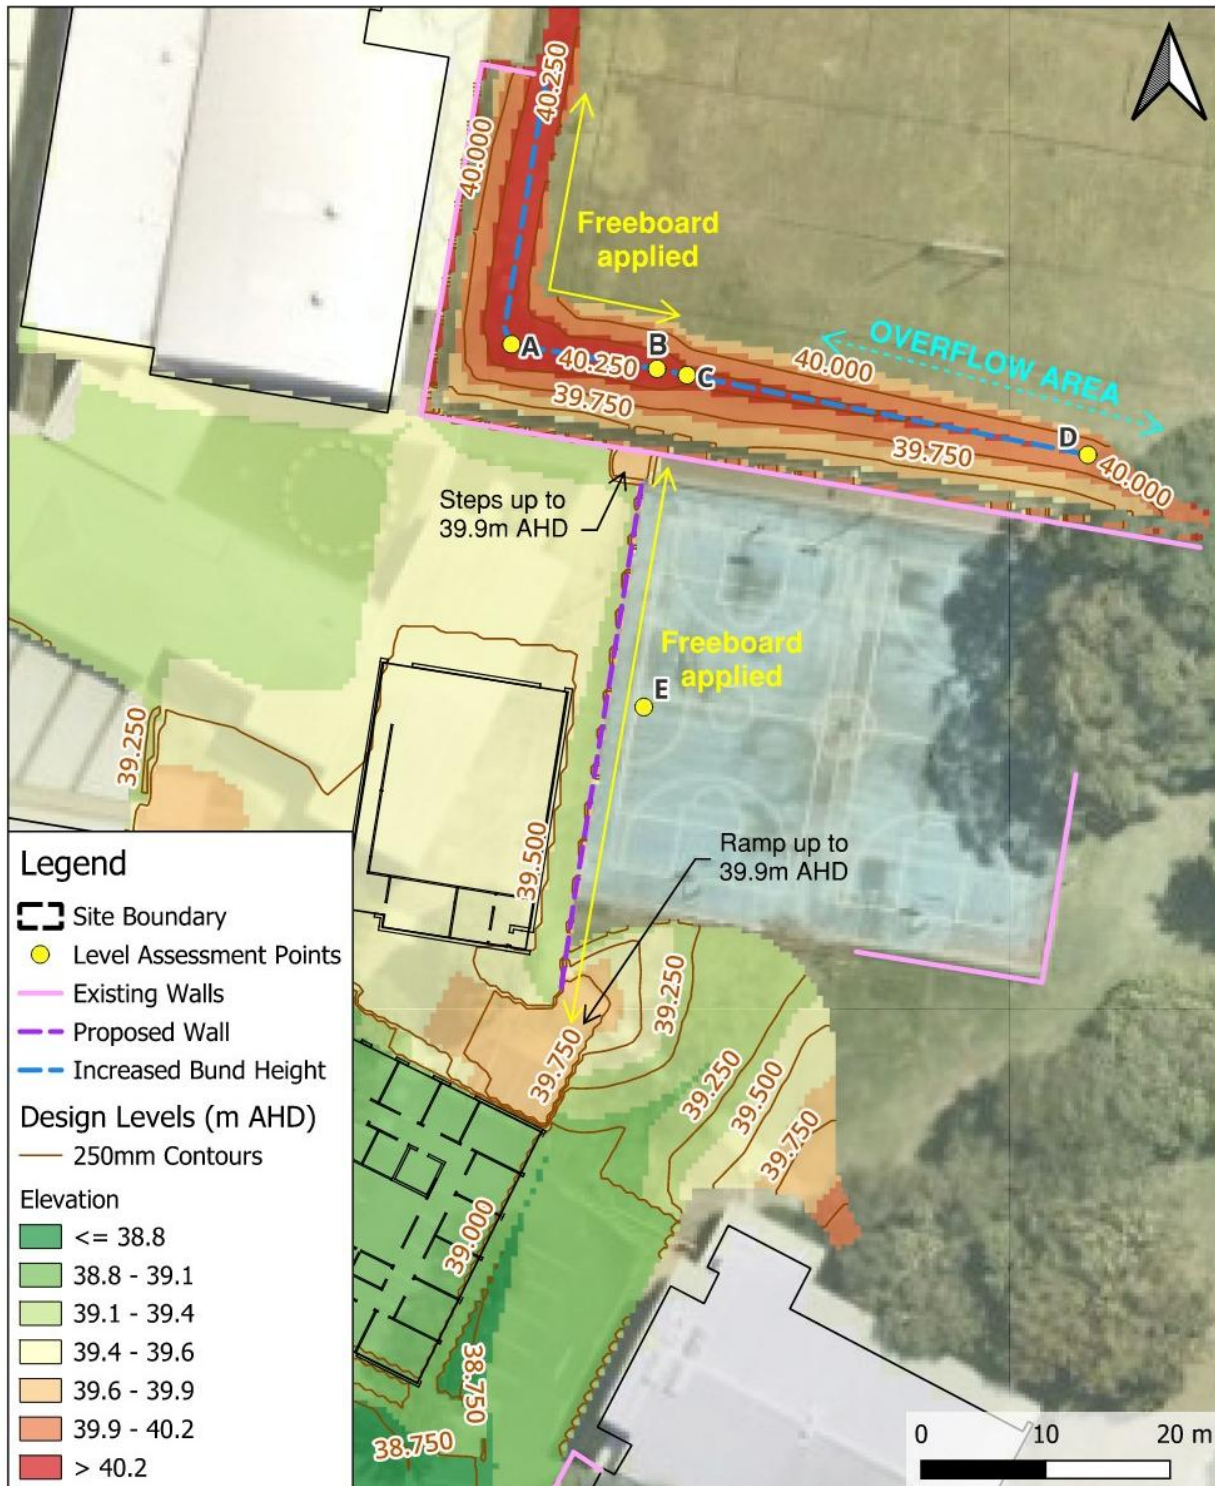 40.250
40.000
Freeboard
applied
OVERFLOW AREA
A
B
40.250
C
40.000
39.750
D
39.750
40.000
Steps up to
39.9m AHD
Freeboard
applied
E
39.250
39.500
Ramp up to
39.9m AHD
39.250
39.750
39.250
39.500
39.750
39.000
38.750
38.750
Legend
Site Boundary
Level Assessment Points
Existing Walls
Proposed Wall
Increased Bund Height
Design Levels (m AHD)
250mm Contours
Elevation
<= 38.8
38.8 - 39.1
39.1 - 39.4
39.4 - 39.6
39.6 - 39.9
39.9 - 40.2
> 40.2
0 10 20 m